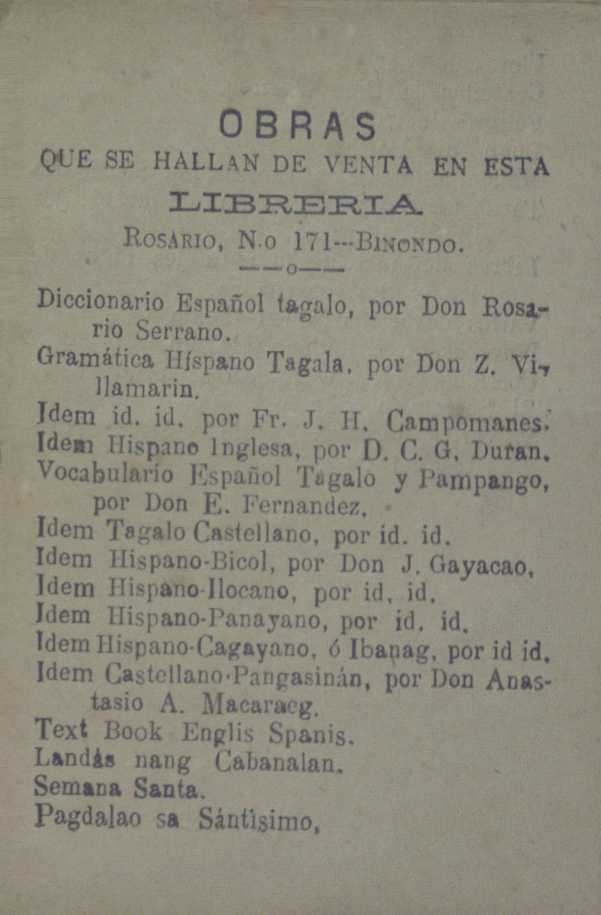 OBRAS
QUE SE HALLAN DE VENTA EN ESTA
LIBRERIA
ROSARIO, N.o 171---BINONDO.
——o——
Diccionario Español tagalo, por Don Rosa-
rio Serrano.
Gramática Híspano Tagala. por Don Z. Vi-
llamarin.
Idem id. id. por Fr. J. H. Campomanes.
Idem Hispano Inglesa, por D. C. G. Duran.
Vocabulario Español Tagalo y Pampango,
por Don E. Fernandez.
Idem Tagalo Castellano, por id. id.
Idem Hispano-Bicol, por Don J. Gayacao,
Idem Hispano-Ilocano, por id, id.
Idem Hispano-Panayano, por id. id.
Idem Hispano-Cagayano, ó Ibanag, por id id.
Idem Castellano-Pangasinán, por Don Anas-
tasio A. Macaraeg.
Text Book Englis Spanis.
Landás nang Cabanalan.
Semana Santa.
Pagdalao sa Sántisimo,